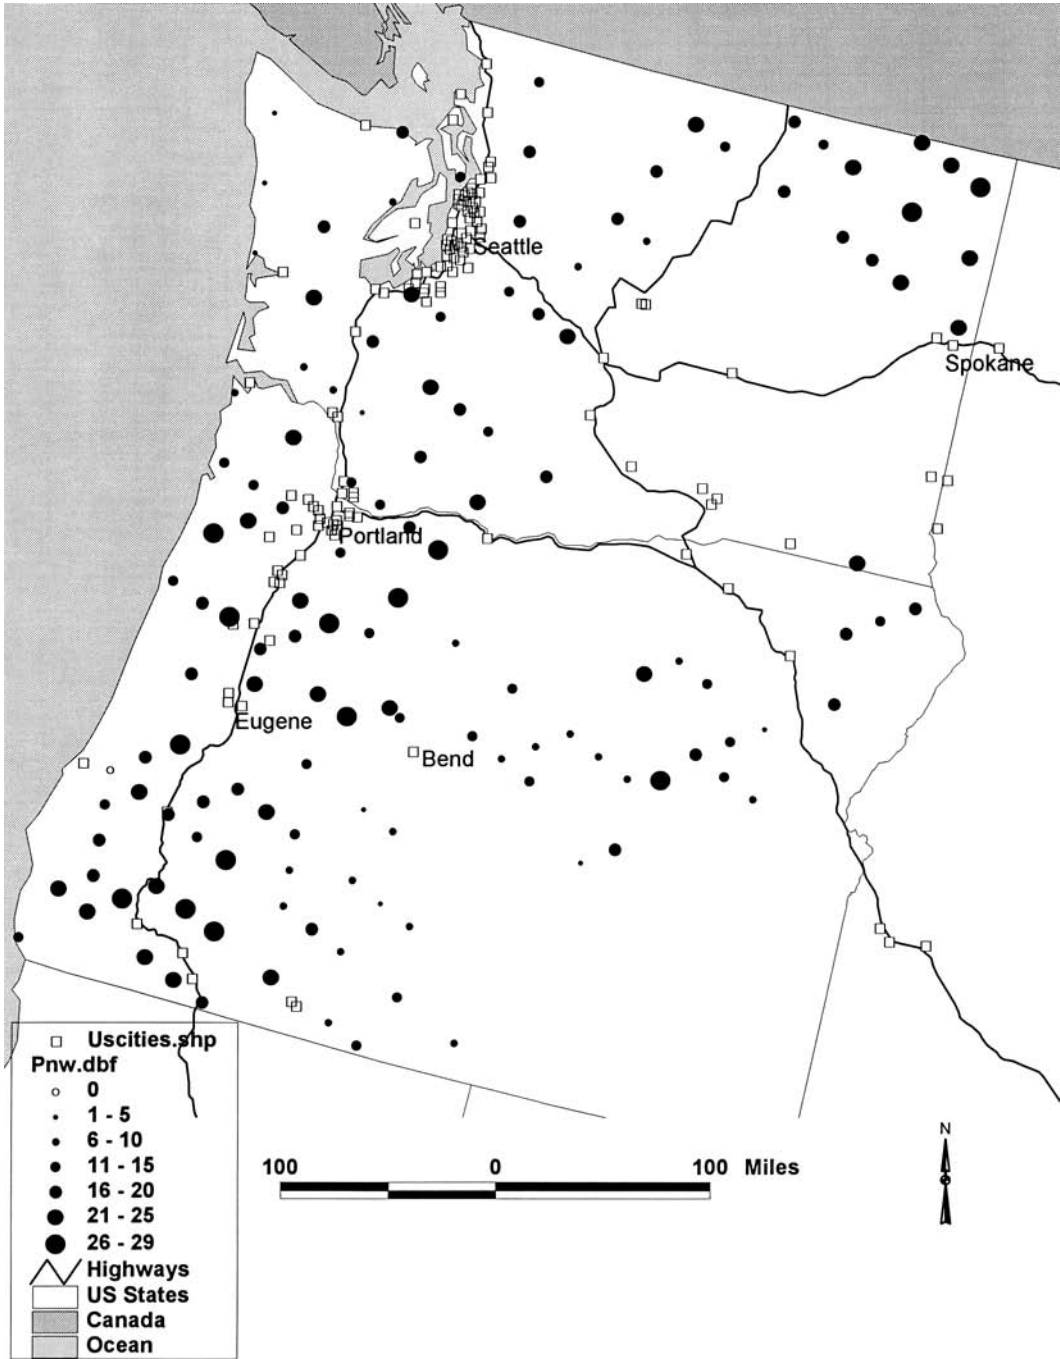 Seattle
Spokane
Portland
Eugene
Bend
Uscities.shp
Pnw.dbf
0
1 - 5
6 - 10
11 - 15
16 - 20
21 - 25
26 - 29
Highways
US States
Canada
Ocean
100 0 100 Miles
N